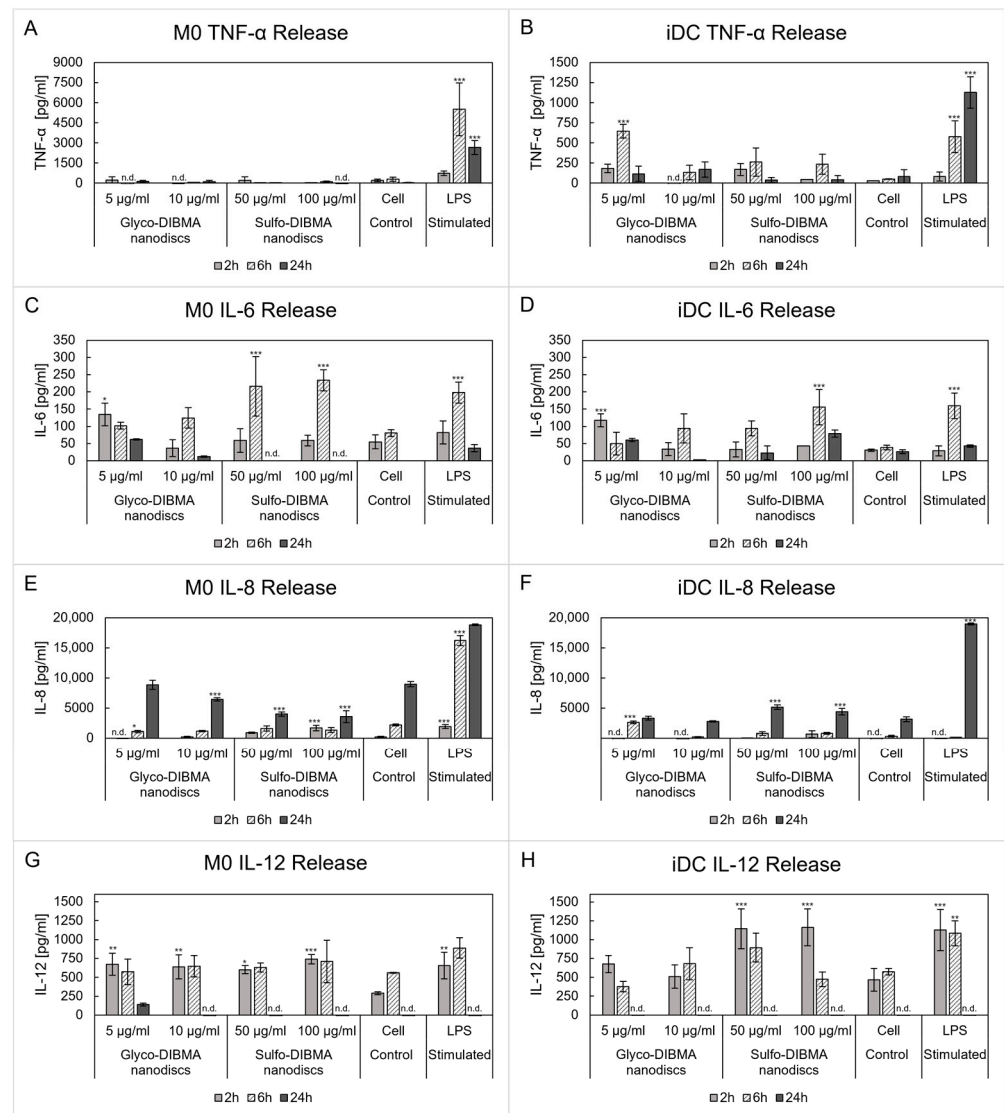 A
M0 TNF-α Release
TNF-α [pg/ml]
9000
7500
6000
4500
3000
1500
0
n.d.
n.d.
n.d.
***
***
5 µg/ml 10 µg/ml 50 µg/ml 100 µg/ml Cell LPS
Glyco-DIBMA Sulfo-DIBMA Control Stimulated
nanodiscs nanodiscs
2h 6h 24h
B
iDC TNF-α Release
TNF-α [pg/ml]
1500
1250
1000
750
500
250
0
***
n.d.
***
***
5 µg/ml 10 µg/ml 50 µg/ml 100 µg/ml Cell LPS
Glyco-DIBMA Sulfo-DIBMA Control Stimulated
nanodiscs nanodiscs
2h 6h 24h
C
M0 IL-6 Release
IL-6 [pg/ml]
350
300
250
200
150
100
50
0
*
***
n.d.
***
n.d.
***
5 µg/ml 10 µg/ml 50 µg/ml 100 µg/ml Cell LPS
Glyco-DIBMA Sulfo-DIBMA Control Stimulated
nanodiscs nanodiscs
2h 6h 24h
D
iDC IL-6 Release
IL-6 [pg/ml]
350
300
250
200
150
100
50
0
***
***
***
5 µg/ml 10 µg/ml 50 µg/ml 100 µg/ml Cell LPS
Glyco-DIBMA Sulfo-DIBMA Control Stimulated
nanodiscs nanodiscs
2h 6h 24h
E
M0 IL-8 Release
IL-8 [pg/ml]
20,000
15,000
10,000
5000
0
n.d.
*
***
***
***
***
***
***
5 µg/ml 10 µg/ml 50 µg/ml 100 µg/ml Cell LPS
Glyco-DIBMA Sulfo-DIBMA Control Stimulated
nanodiscs nanodiscs
2h 6h 24h
F
iDC IL-8 Release
IL-8 [pg/ml]
20,000
15,000
10,000
5000
0
n.d.
***
n.d.
***
***
n.d.
n.d.
***
5 µg/ml 10 µg/ml 50 µg/ml 100 µg/ml Cell LPS
Glyco-DIBMA Sulfo-DIBMA Control Stimulated
nanodiscs nanodiscs
2h 6h 24h
G
M0 IL-12 Release
IL-12 [pg/ml]
1500
1250
1000
750
500
250
0
**
**
n.d.
*
n.d.
***
n.d.
n.d.
**
n.d.
5 µg/ml 10 µg/ml 50 µg/ml 100 µg/ml Cell LPS
Glyco-DIBMA Sulfo-DIBMA Control Stimulated
nanodiscs nanodiscs
2h 6h 24h
H
iDC IL-12 Release
IL-12 [pg/ml]
1500
1250
1000
750
500
250
0
n.d.
n.d.
***
n.d.
***
n.d.
n.d.
***
**
n.d.
5 µg/ml 10 µg/ml 50 µg/ml 100 µg/ml Cell LPS
Glyco-DIBMA Sulfo-DIBMA Control Stimulated
nanodiscs nanodiscs
2h 6h 24h